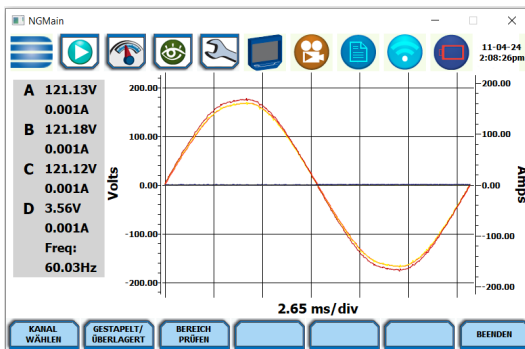 NGMain
11-04-24
2:08:26pm
A 121.13V
0.001A
B 121.18V
0.001A
C 121.12V
0.001A
D 3.56V
0.001A
Freq:
60.03Hz
Volts
200.00
100.00
0.00
-100.00
-200.00
200.00
100.00
0.00
-100.00
-200.00
Amps
2.65 ms/div
KANAL
WÄHLEN
GESTAPELT/
ÜBERLAGERT
BEREICH
PRÜFEN
BEENDEN